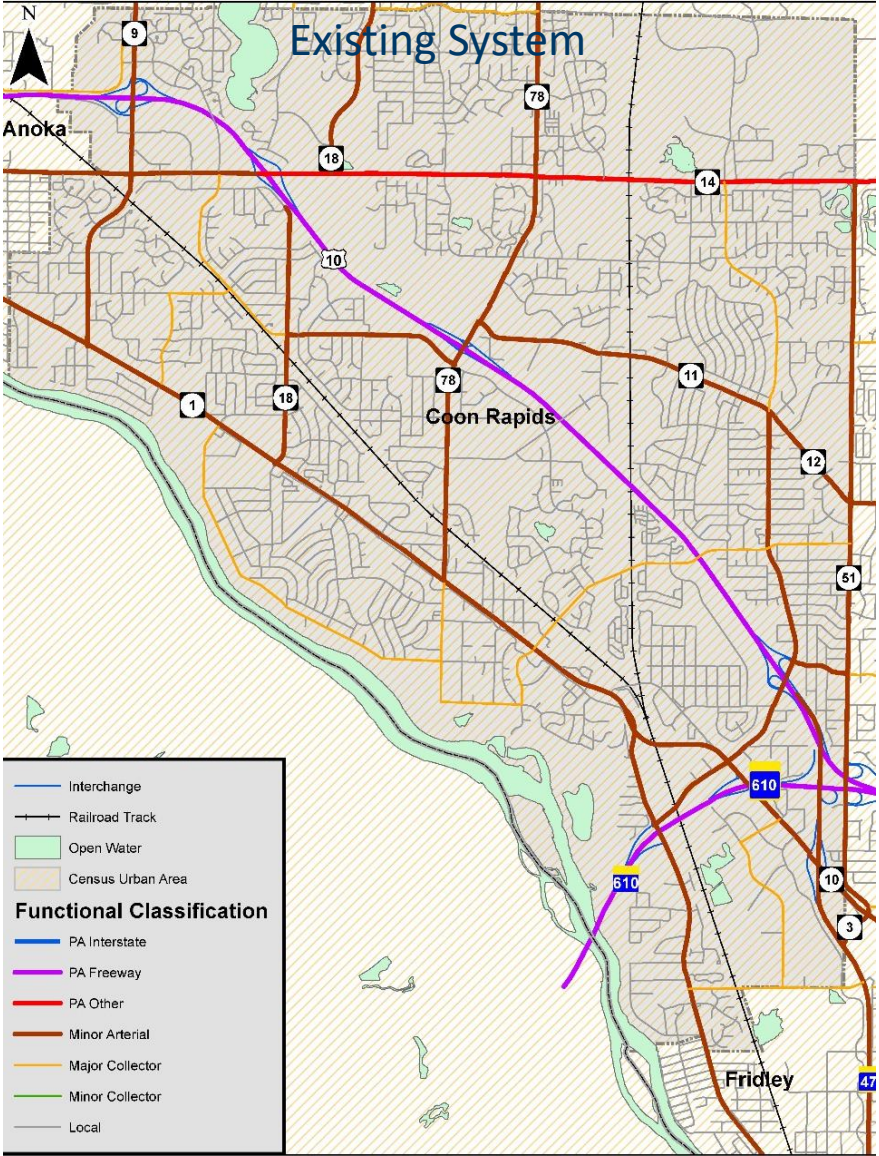 N
Existing System
9
78
Anoka
18
14
10
11
78
1
18
Coon Rapids
12
51
610
610
10
3
Fridley
47
Interchange
Railroad Track
Open Water
Census Urban Area
Functional Classification
PA Interstate
PA Freeway
PA Other
Minor Arterial
Major Collector
Minor Collector
Local